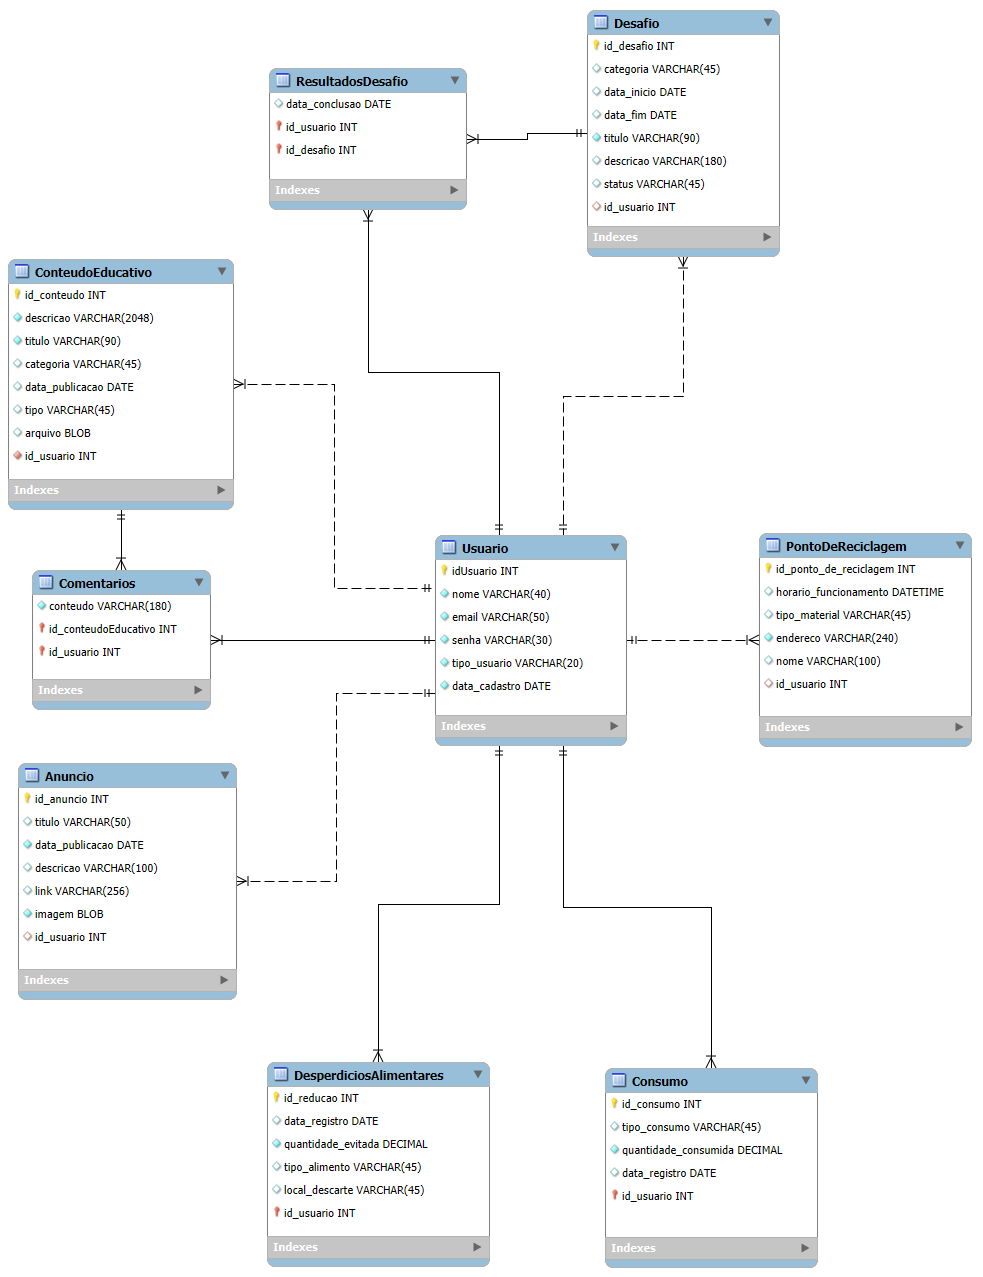 Desafio
id_desafio INT
categoria VARCHAR(45)
data_inicio DATE
data_fim DATE
titulo VARCHAR(90)
descricao VARCHAR(180)
status VARCHAR(45)
id_usuario INT
Indexes
ResultadosDesafio
data_conclusao DATE
id_usuario INT
id_desafio INT
Indexes
ConteudoEducativo
id_conteudo INT
descricao VARCHAR(2048)
titulo VARCHAR(90)
categoria VARCHAR(45)
data_publicacao DATE
tipo VARCHAR(45)
arquivo BLOB
id_usuario INT
Indexes
Usuario
idUsuario INT
nome VARCHAR(40)
email VARCHAR(50)
senha VARCHAR(30)
tipo_usuario VARCHAR(20)
data_cadastro DATE
Indexes
PontoDeReciclagem
id_ponto_de_reciclagem INT
horario_funcionamento DATETIME
tipo_material VARCHAR(45)
endereco VARCHAR(240)
nome VARCHAR(100)
id_usuario INT
Indexes
Comentarios
conteudo VARCHAR(180)
id_conteudoEducativo INT
id_usuario INT
Indexes
Anuncio
id_anuncio INT
titulo VARCHAR(50)
data_publicacao DATE
descricao VARCHAR(100)
link VARCHAR(256)
imagem BLOB
id_usuario INT
Indexes
DesperdiciosAlimentares
id_reducao INT
data_registro DATE
quantidade_evitada DECIMAL
tipo_alimento VARCHAR(45)
local_descarte VARCHAR(45)
id_usuario INT
Indexes
Consumo
id_consumo INT
tipo_consumo VARCHAR(45)
quantidade_consumida DECIMAL
data_registro DATE
id_usuario INT
Indexes